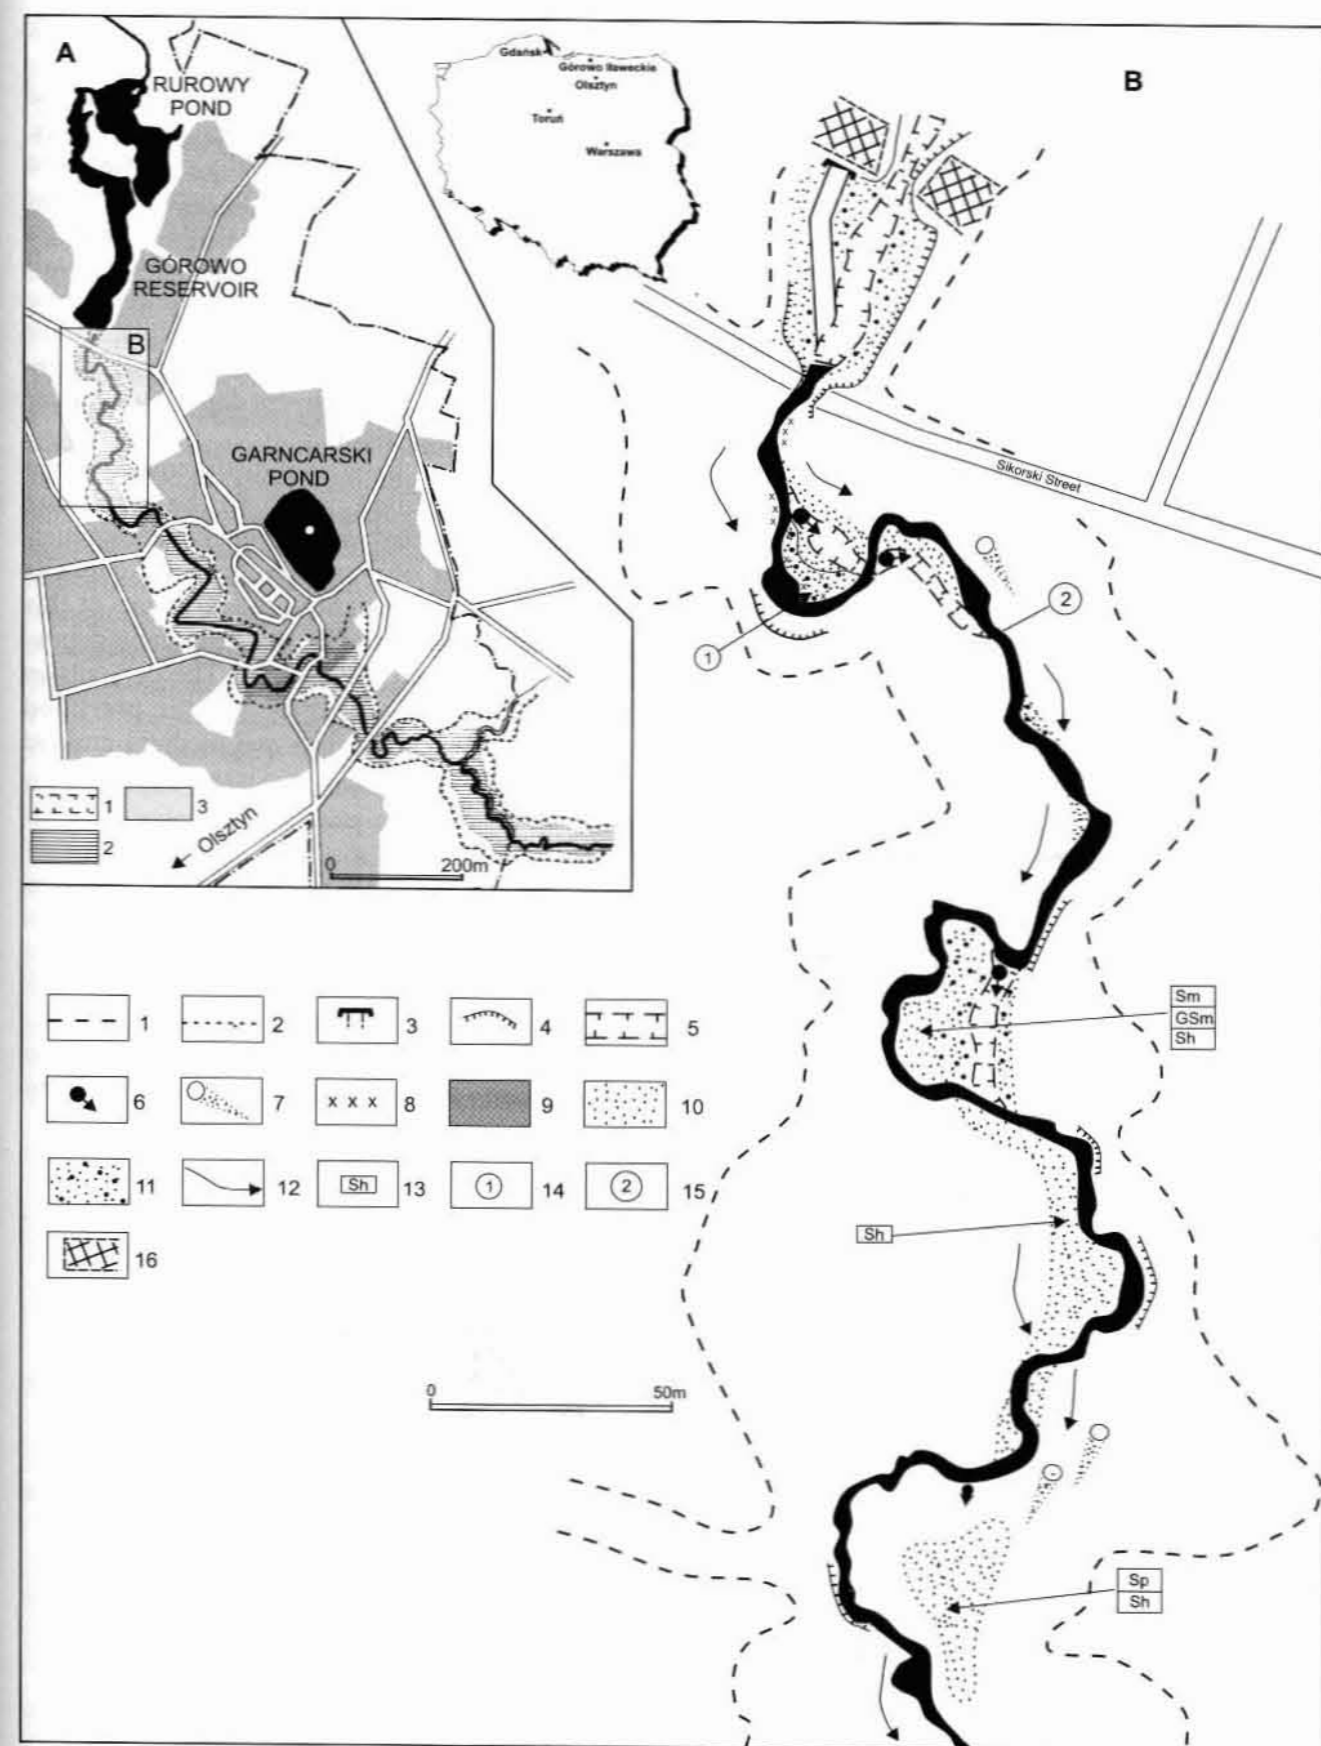 A
RUROWY
POND
GÓROWO
RESERVOIR
B
GARNCARSKI
POND
1
3
2
Olsztyn
0
200m
Gdańsk
Górowo Iławeckie
Olsztyn
Toruń
Warszawa
B
Sikorski Street
1
2
Sm
GSm
Sh
Sh
Sp
Sh
1
2
3
4
5
6
7
x x x
8
9
10
11
12
Sh
13
1
14
2
15
16
0
50m
x
x
x
x
x